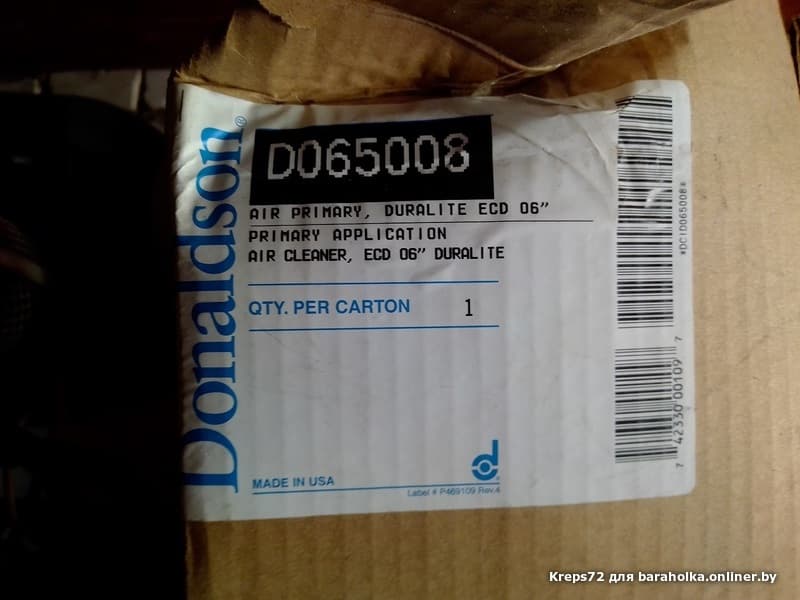 Donaldson®
D065008
AIR PRIMARY, DURALITE ECD 06"
PRIMARY APPLICATION
AIR CLEANER, ECD 06" DURALITE
QTY. PER CARTON 1
MADE IN USA
Label # P469109 Rev.4
*DCID065008*
7 42330 00109 7
Kreps72 для baraholka.onliner.by